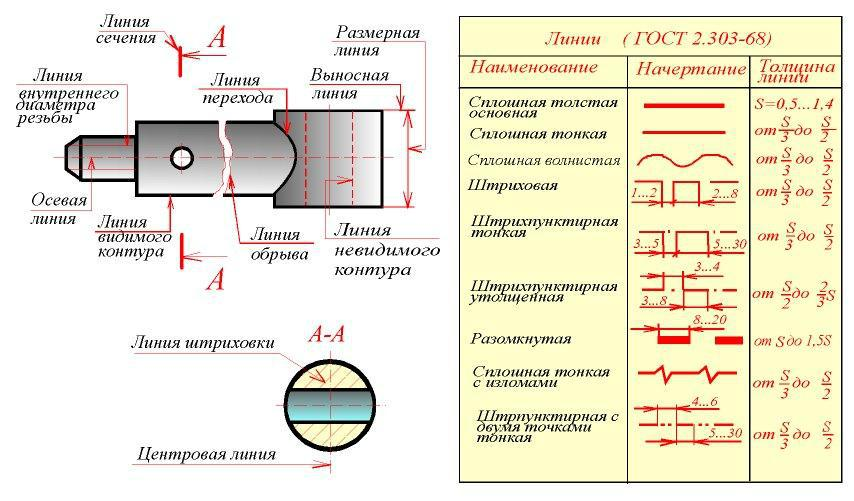 Линия
сечения
А
Размерная
линия
Линия
внутреннего
диаметра
резьбы
Линия
перехода
Выносная
линия
Осевая
линия
Линия
видимого
контура
Линия
обрыва
Линия
невидимого
контура
А
А-А
Линия штриховки
Центровая линия
Линии ( ГОСТ 2.303-68)
Наименование Начертание Толщина
линии
Сплошная толстая
основная
S=0,5...1,4
Сплошная тонкая
от S/3 до S/2
Сплошная волнистая
от S/3 до S/2
Штриховая
1...2 2...8
от S/3 до S/2
Штрихпунктирная
тонкая
3...5 5...30
от S/3 до S/2
Штрихпунктирная
утолщенная
3...4
3...8
от S/2 до 2/3 S
Разомкнутая
8...20
от S до 1,5S
Сплошная тонкая
с изломами
от S/3 до S/2
Штрпунктирная с
двумя точками
тонкая
4...6
5...30
от S/3 до S/2